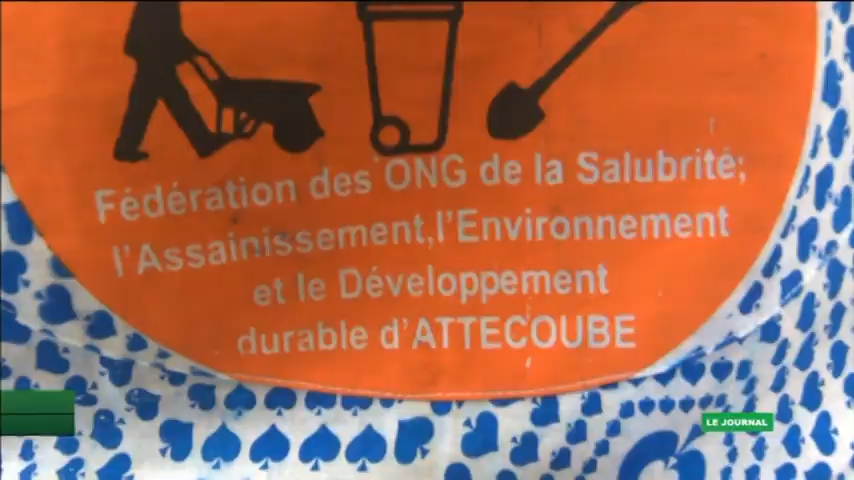 Fédération des ONG de la Salubrité;
l'Assainissement,l'Environnement
et le Développement
durable d'ATTECOUBE
LE JOURNAL